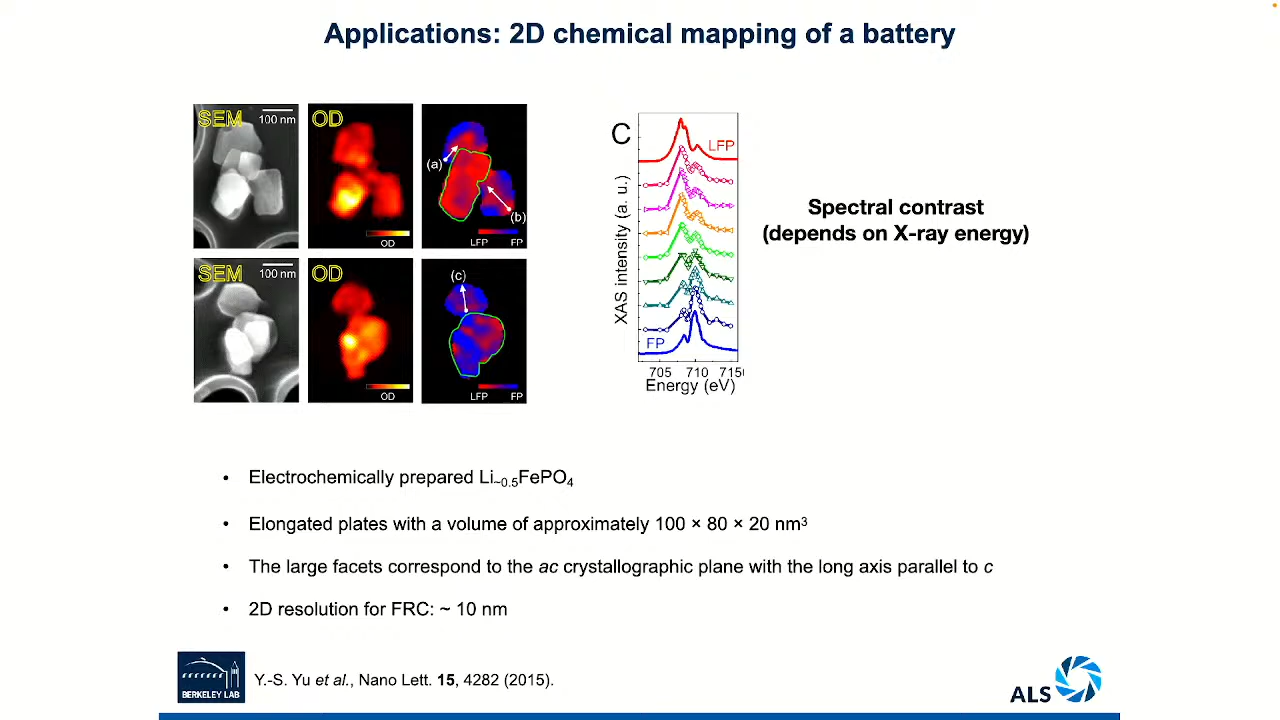 Applications: 2D chemical mapping of a battery
SEM
100 nm
OD
OD
(a)
(b)
LFP FP
SEM
100 nm
OD
OD
(c)
LFP FP
C
LFP
FP
XAS intensity (a. u.)
705 710 715
Energy (eV)
Spectral contrast
(depends on X-ray energy)
• Electrochemically prepared Li~0.5FePO4
• Elongated plates with a volume of approximately 100 × 80 × 20 nm³
• The large facets correspond to the ac crystallographic plane with the long axis parallel to c
• 2D resolution for FRC: ~ 10 nm
BERKELEY LAB
Y.-S. Yu et al., Nano Lett. 15, 4282 (2015).
ALS